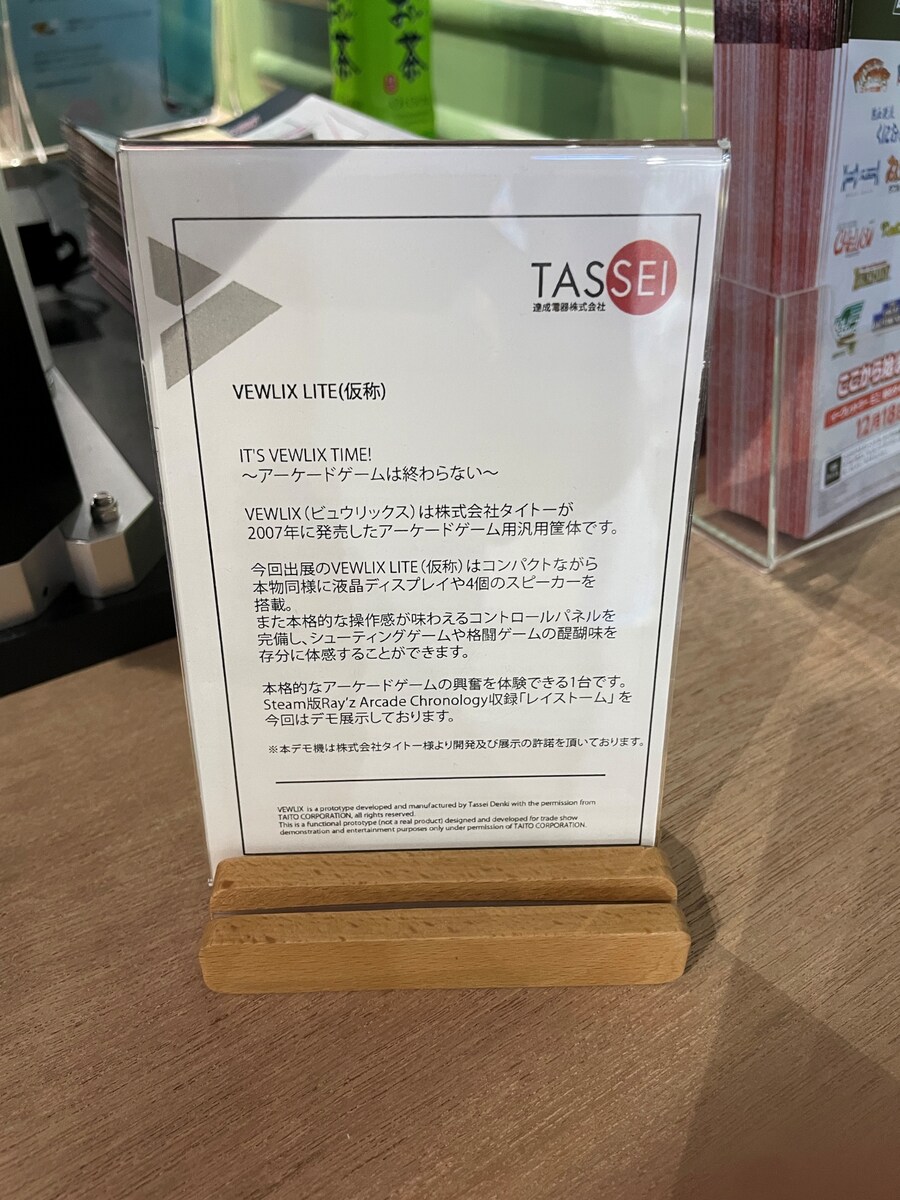 お
茶
TASSEI
達成電器株式会社
VEWLIX LITE(仮称)
IT'S VEWLIX TIME!
～アーケードゲームは終わらない～
VEWLIX（ビュウリックス）は株式会社タイトーが
2007年に発売したアーケードゲーム用汎用筐体です。
今回出展のVEWLIX LITE（仮称）はコンパクトながら
本物同様に液晶ディスプレイや4個のスピーカーを
搭載。
また本格的な操作感が味わえるコントロールパネルを
完備し、シューティングゲームや格闘ゲームの醍醐味を
存分に体感することができます。
本格的なアーケードゲームの興奮を体験できる1台です。
Steam版Ray'z Arcade Chronology収録「レイストーム」を
今回はデモ展示しております。
※本デモ機は株式会社タイトー様より開発及び展示の許諾を頂いております。
VEWLIX is a prototype developed and manufactured by Tassei Denki with the permission from
TAITO CORPORATION, all rights reserved.
This is a functional prototype (not a real product) designed and developed for trade show
demonstration and entertainment purposes only under permission of TAITO CORPORATION.
ここから始ま
12月18